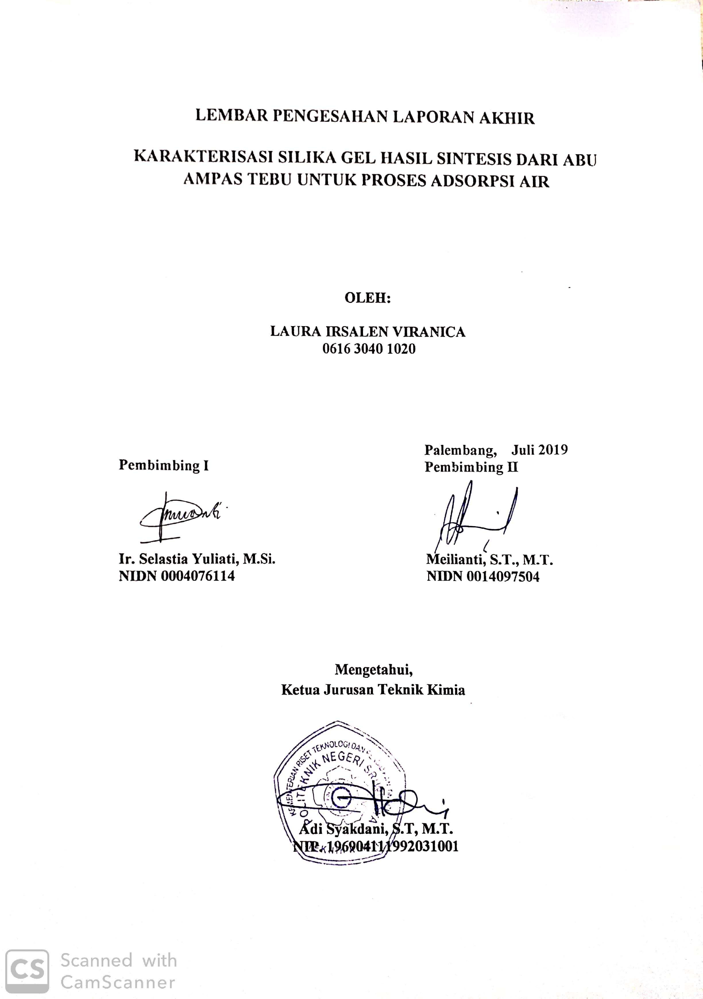 LEMBAR PENGESAHAN LAPORAN AKHIR
KARAKTERISASI SILIKA GEL HASIL SINTESIS DARI ABU
AMPAS TEBU UNTUK PROSES ADSORPSI AIR
OLEH:
LAURA IRSALEN VIRANICA
0616 3040 1020
Palembang, Juli 2019
Pembimbing I
Pembimbing II
Ir. Selastia Yuliati, M.Si.
NIDN 0004076114
Meilianti, S.T., M.T.
NIDN 0014097504
Mengetahui,
Ketua Jurusan Teknik Kimia
KEMENTERIAN RISET TEKNOLOGI DAN
POLITEKNIK NEGERI
Adi Syakdani, S.T, M.T.
NIP. 196904111992031001
CS
Scanned with
CamScanner